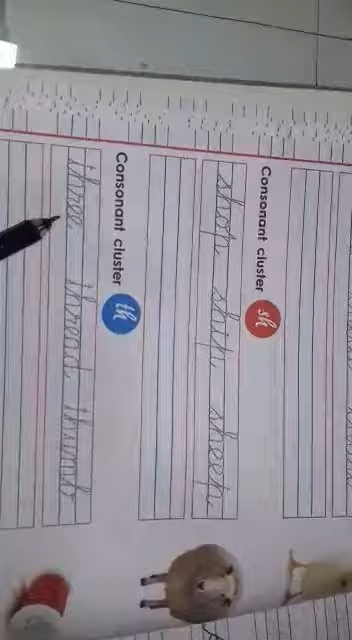 Consonant cluster sh
shop ship sheep
Consonant cluster th
three thread thumb